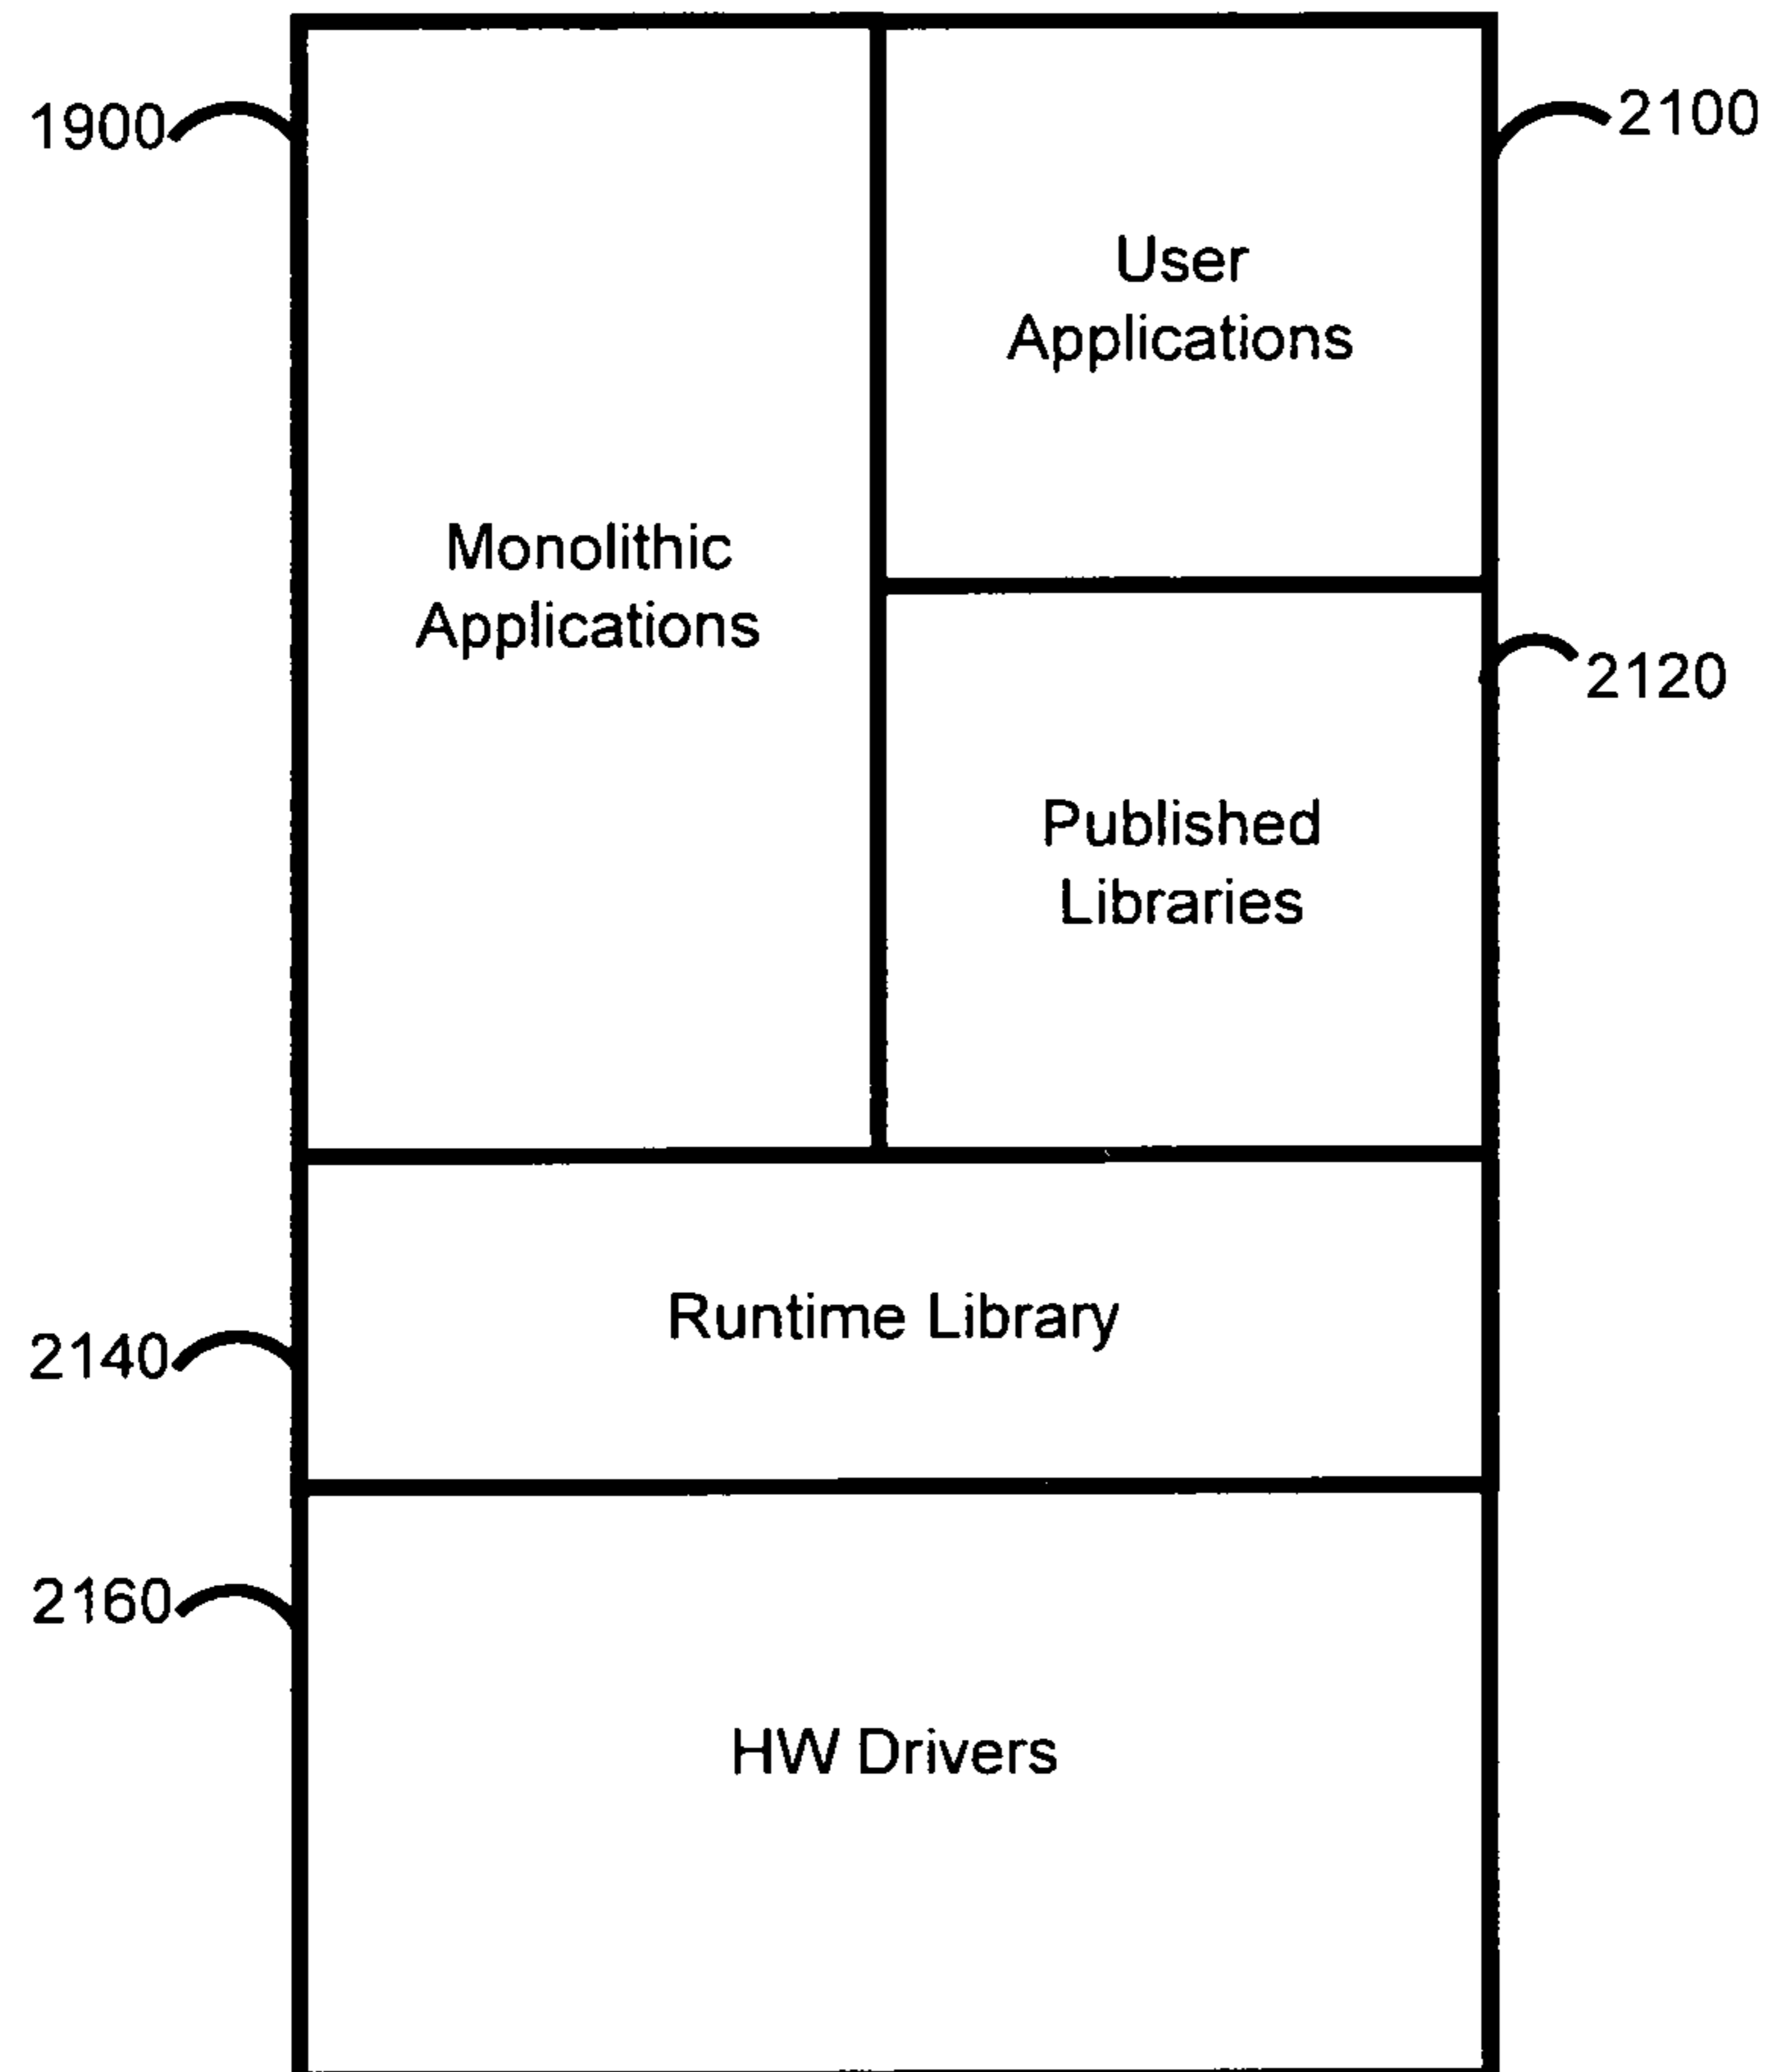 1900
2100
User
Applications
Monolithic
Applications
2120
Published
Libraries
Runtime Library
2140
2160
HW Drivers